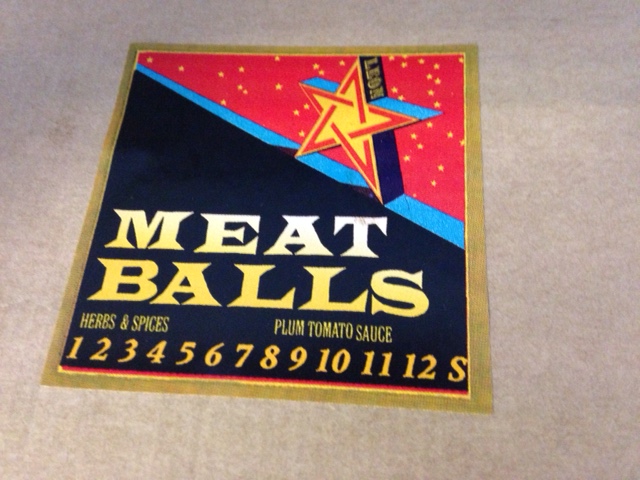 LEON
MEAT
BALLS
HERBS & SPICES PLUM TOMATO SAUCE
1 2 3 4 5 6 7 8 9 10 11 12 S